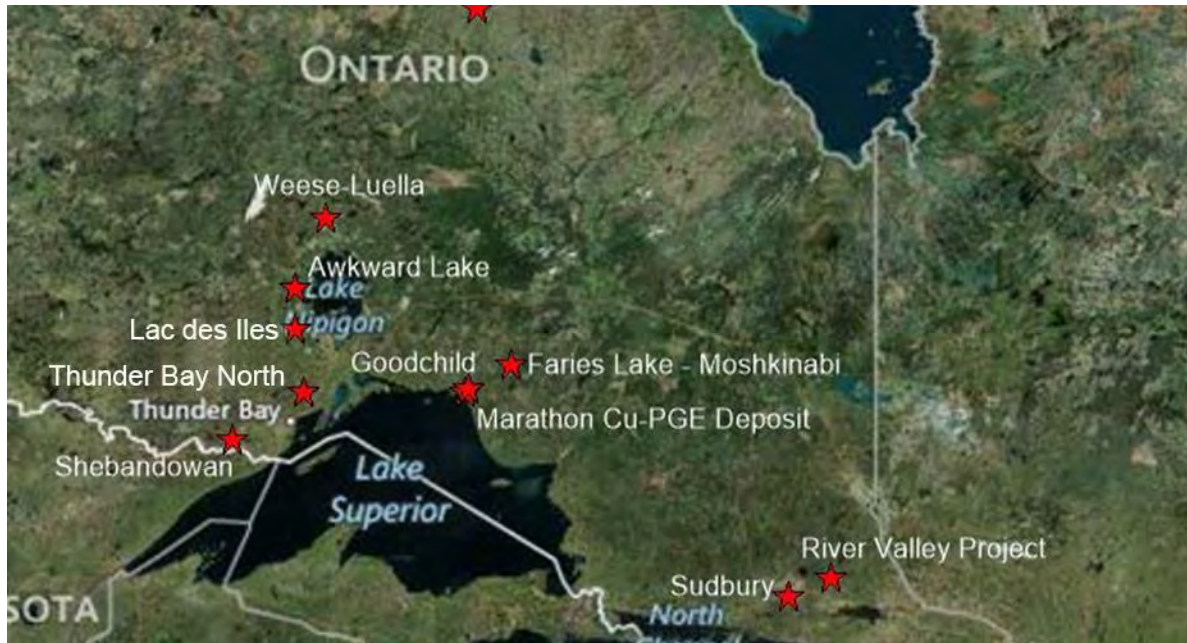 ONTARIO
Weese-Luella
Awkward Lake
Lake
Nipigon
Lac des Iles
Goodchild
Faries Lake - Moshkinabi
Thunder Bay North
Thunder Bay
Marathon Cu-PGE Deposit
Shebandowan
Lake
Superior
River Valley Project
Sudbury
SOTA
North